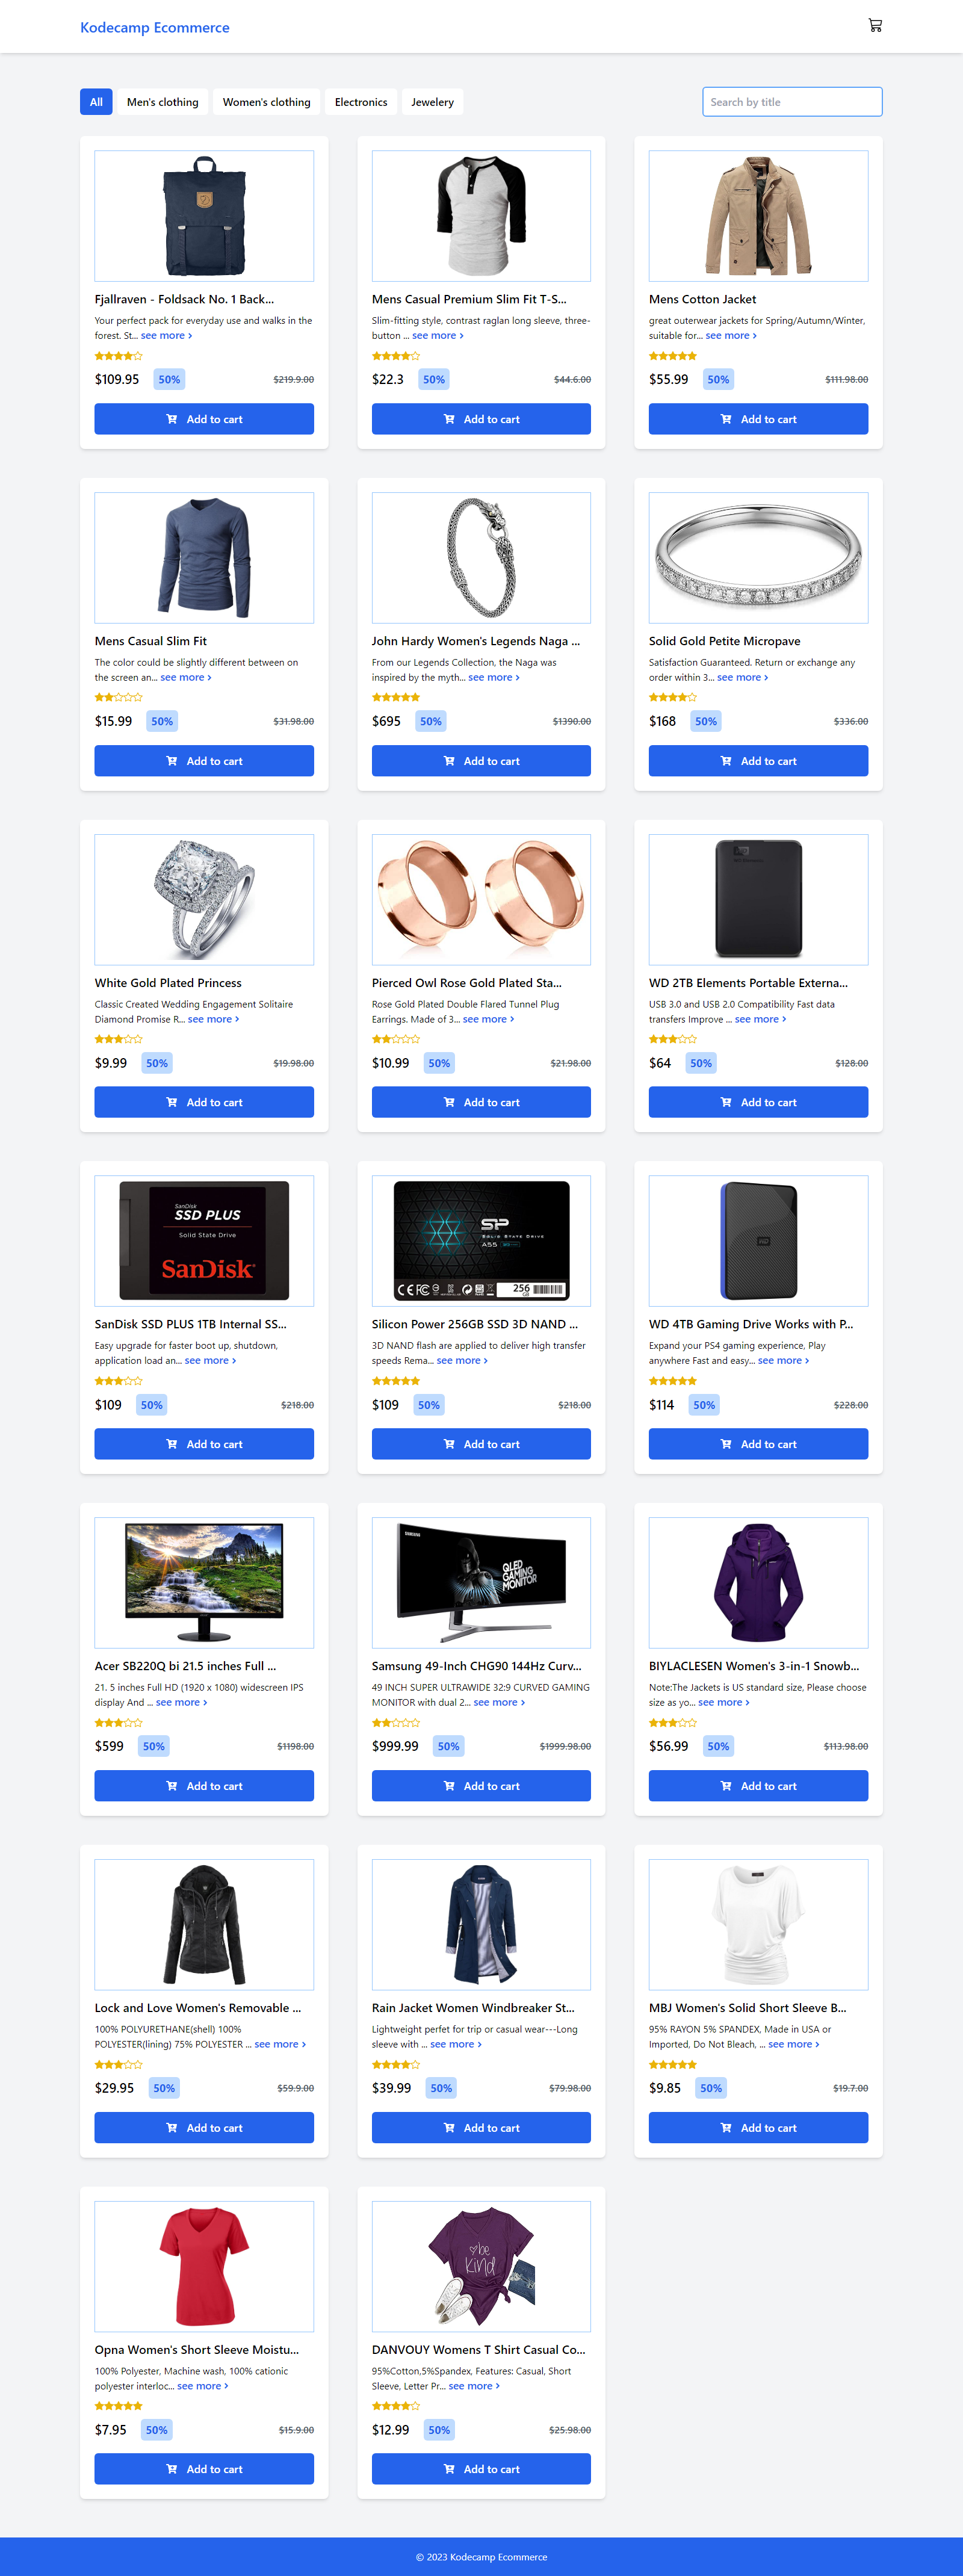 Kodecamp Ecommerce
All Men's clothing Women's clothing Electronics Jewelery Search by title
Fjallraven - Foldsack No. 1 Back...
Your perfect pack for everyday use and walks in the
forest. St... see more ›
$109.95 50% $219.9.00
Add to cart
Mens Casual Premium Slim Fit T-S...
Slim-fitting style, contrast raglan long sleeve, three-
button ... see more ›
$22.3 50% $44.6.00
Add to cart
Mens Cotton Jacket
great outerwear jackets for Spring/Autumn/Winter,
suitable for... see more ›
$55.99 50% $111.98.00
Add to cart
Mens Casual Slim Fit
The color could be slightly different between on
the screen an... see more ›
$15.99 50% $31.98.00
Add to cart
John Hardy Women's Legends Naga ...
From our Legends Collection, the Naga was
inspired by the myth... see more ›
$695 50% $1390.00
Add to cart
Solid Gold Petite Micropave
Satisfaction Guaranteed. Return or exchange any
order within 3... see more ›
$168 50% $336.00
Add to cart
White Gold Plated Princess
Classic Created Wedding Engagement Solitaire
Diamond Promise R... see more ›
$9.99 50% $19.98.00
Add to cart
Pierced Owl Rose Gold Plated Sta...
Rose Gold Plated Double Flared Tunnel Plug
Earrings. Made of 3... see more ›
$10.99 50% $21.98.00
Add to cart
WD 2TB Elements Portable Externa...
USB 3.0 and USB 2.0 Compatibility Fast data
transfers Improve ... see more ›
$64 50% $128.00
Add to cart
SanDisk
SSD PLUS
Solid State Drive
SanDisk
SanDisk SSD PLUS 1TB Internal SS...
Easy upgrade for faster boot up, shutdown,
application load an... see more ›
$109 50% $218.00
Add to cart
SP
SOLID STATE DRIVE
A55
256
Silicon Power 256GB SSD 3D NAND ...
3D NAND flash are applied to deliver high transfer
speeds Rema... see more ›
$109 50% $218.00
Add to cart
WD
WD 4TB Gaming Drive Works with P...
Expand your PS4 gaming experience, Play
anywhere Fast and easy... see more ›
$114 50% $228.00
Add to cart
Acer SB220Q bi 21.5 inches Full ...
21. 5 inches Full HD (1920 x 1080) widescreen IPS
display And ... see more ›
$599 50% $1198.00
Add to cart
SAMSUNG
QLED
GAMING
MONITOR
Samsung 49-Inch CHG90 144Hz Curv...
49 INCH SUPER ULTRAWIDE 32:9 CURVED GAMING
MONITOR with dual 2... see more ›
$999.99 50% $1999.98.00
Add to cart
BIYLACLESEN Women's 3-in-1 Snowb...
Note:The Jackets is US standard size, Please choose
size as yo... see more ›
$56.99 50% $113.98.00
Add to cart
Lock and Love Women's Removable ...
100% POLYURETHANE(shell) 100%
POLYESTER(lining) 75% POLYESTER ... see more ›
$29.95 50% $59.9.00
Add to cart
Rain Jacket Women Windbreaker St...
Lightweight perfet for trip or casual wear---Long
sleeve with ... see more ›
$39.99 50% $79.98.00
Add to cart
MBJ Women's Solid Short Sleeve B...
95% RAYON 5% SPANDEX, Made in USA or
Imported, Do Not Bleach, ... see more ›
$9.85 50% $19.7.00
Add to cart
Opna Women's Short Sleeve Moistu...
100% Polyester, Machine wash, 100% cationic
polyester interloc... see more ›
$7.95 50% $15.9.00
Add to cart
be
kind
DANVOUY Womens T Shirt Casual Co...
95%Cotton,5%Spandex, Features: Casual, Short
Sleeve, Letter Pr... see more ›
$12.99 50% $25.98.00
Add to cart
© 2023 Kodecamp Ecommerce